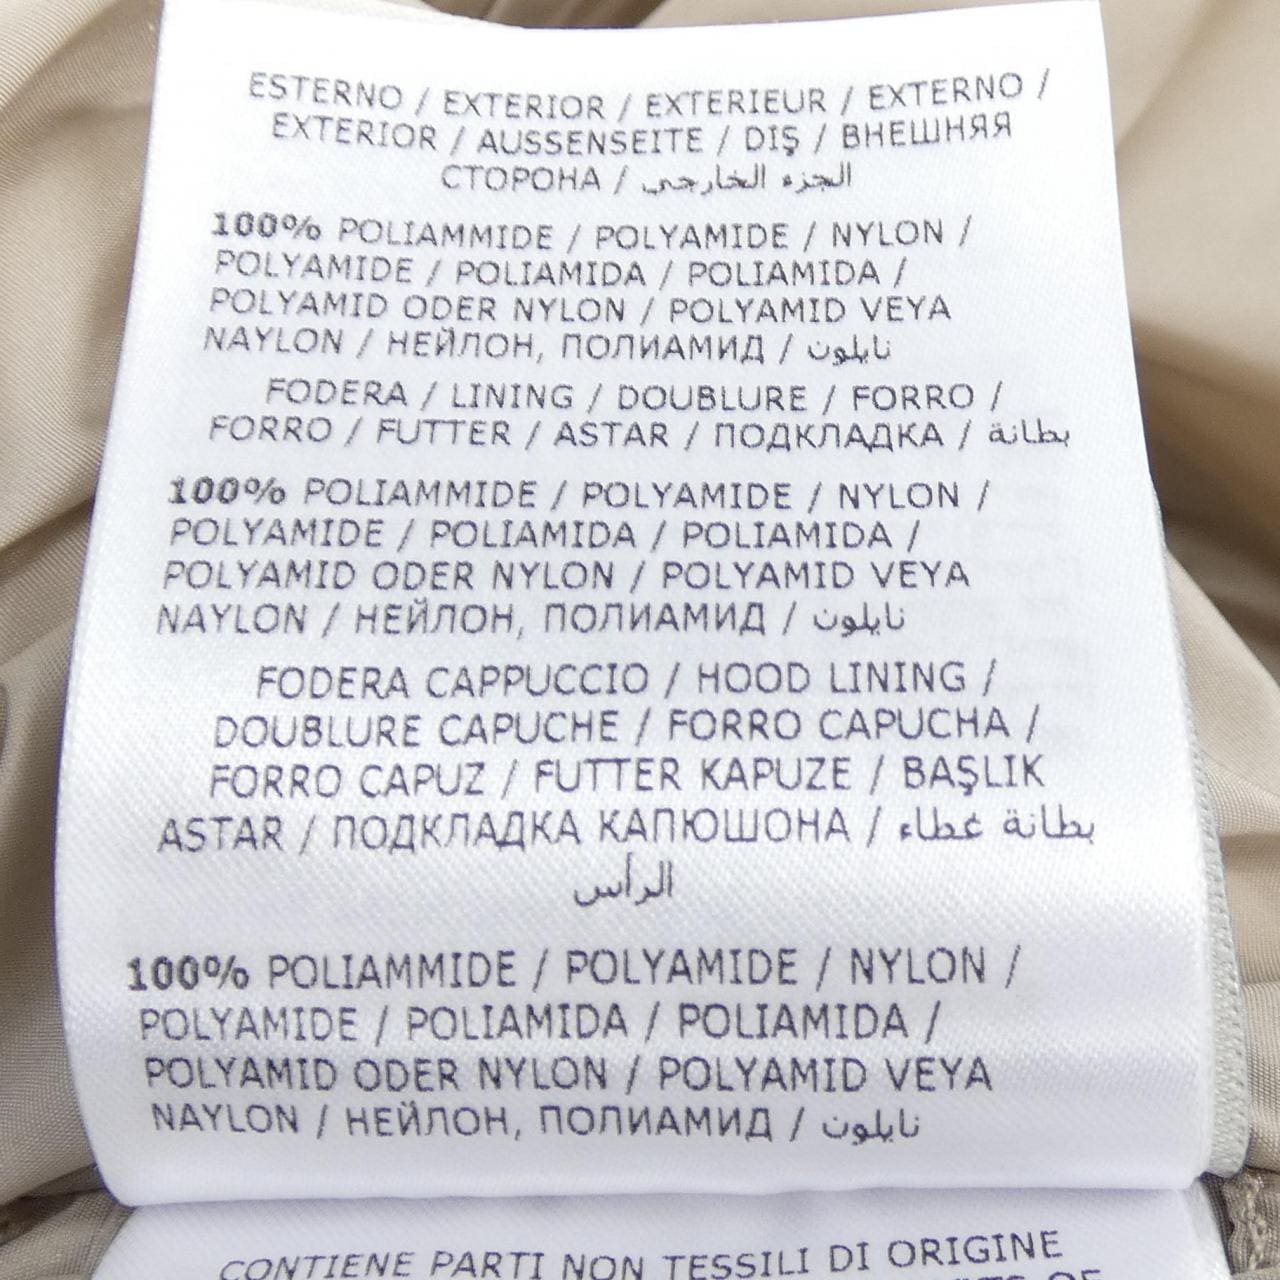 ESTERNO / EXTERIOR / EXTERIEUR / EXTERNO /
EXTERIOR / AUSSENSEITE / DIŞ / ВНЕШНЯЯ
СТОРОНА / الجزء الخارجي
100% POLIAMMIDE / POLYAMIDE / NYLON /
POLYAMIDE / POLIAMIDA / POLIAMIDA /
POLYAMID ODER NYLON / POLYAMID VEYA
NAYLON / НЕЙЛОН, ПОЛИАМИД / نايلون
FODERA / LINING / DOUBLURE / FORRO /
FORRO / FUTTER / ASTAR / ПОДКЛАДКА / بطانة
100% POLIAMMIDE / POLYAMIDE / NYLON /
POLYAMIDE / POLIAMIDA / POLIAMIDA /
POLYAMID ODER NYLON / POLYAMID VEYA
NAYLON / НЕЙЛОН, ПОЛИАМИД / نايلون
FODERA CAPPUCCIO / HOOD LINING /
DOUBLURE CAPUCHE / FORRO CAPUCHA /
FORRO CAPUZ / FUTTER KAPUZE / BAŞLIK
ASTAR / ПОДКЛАДКА КАПЮШОНА / بطانة غطاء
الرأس
100% POLIAMMIDE / POLYAMIDE / NYLON /
POLYAMIDE / POLIAMIDA / POLIAMIDA /
POLYAMID ODER NYLON / POLYAMID VEYA
NAYLON / НЕЙЛОН, ПОЛИАМИД / نايلون
CONTIENE PARTI NON TESSILI DI ORIGINE